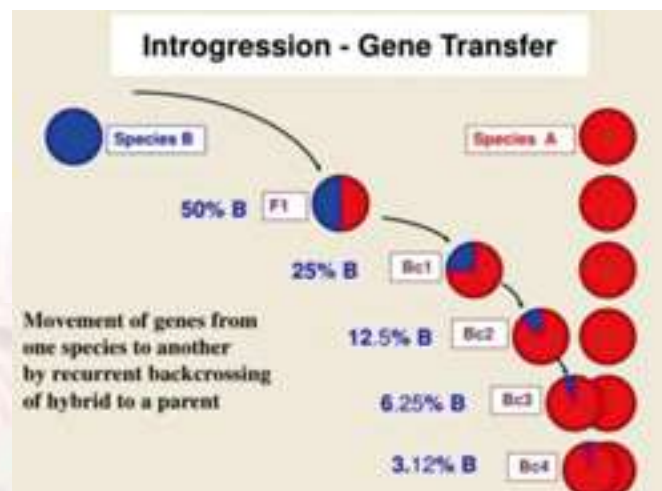 Introgression - Gene Transfer
Species B
Species A
50% B
F1
25% B
Bc1
12.5% B
Bc2
Movement of genes from
one species to another
by recurrent backcrossing
of hybrid to a parent
6.25% B
Bc3
3.12% B
Bc4